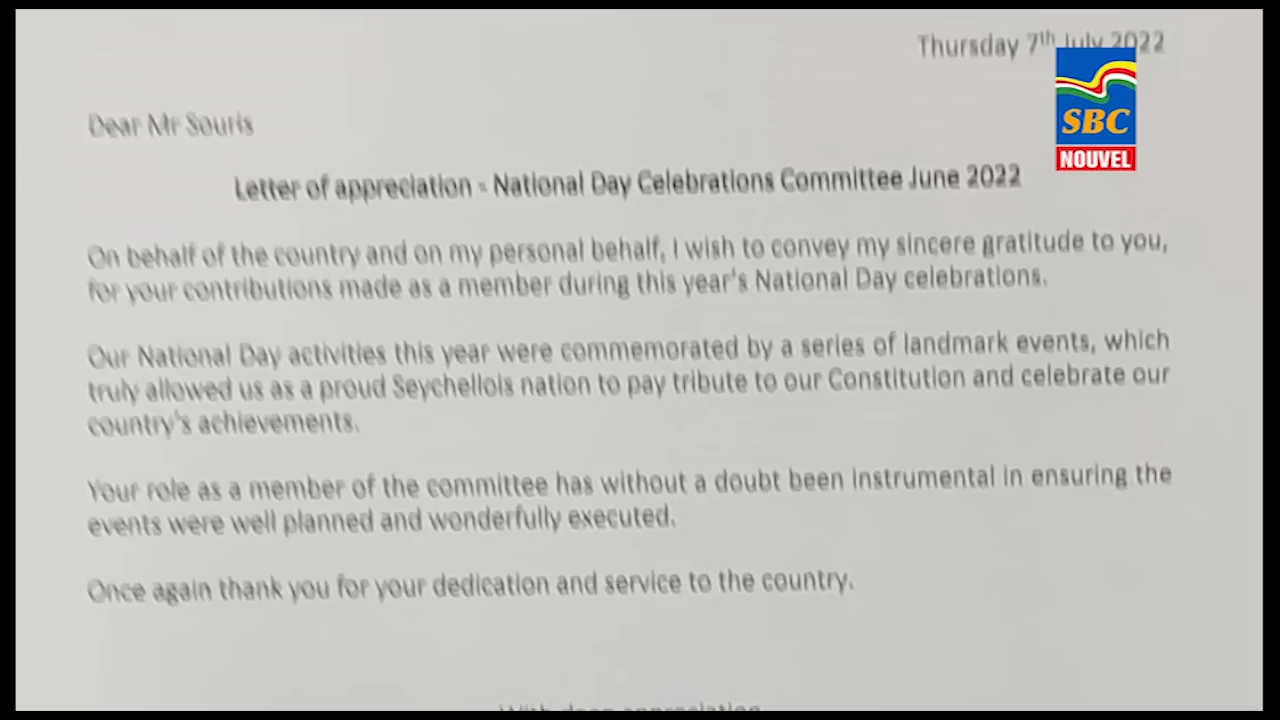 Thursday 7th July 2022
SBC
NOUVEL
Dear Mr Souris
Letter of appreciation - National Day Celebrations Committee June 2022
On behalf of the country and on my personal behalf, I wish to convey my sincere gratitude to you,
for your contributions made as a member during this year's National Day celebrations.
Our National Day activities this year were commemorated by a series of landmark events, which
truly allowed us as a proud Seychellois nation to pay tribute to our Constitution and celebrate our
country's achievements.
Your role as a member of the committee has without a doubt been instrumental in ensuring the
events were well planned and wonderfully executed.
Once again thank you for your dedication and service to the country.
With deep appreciation